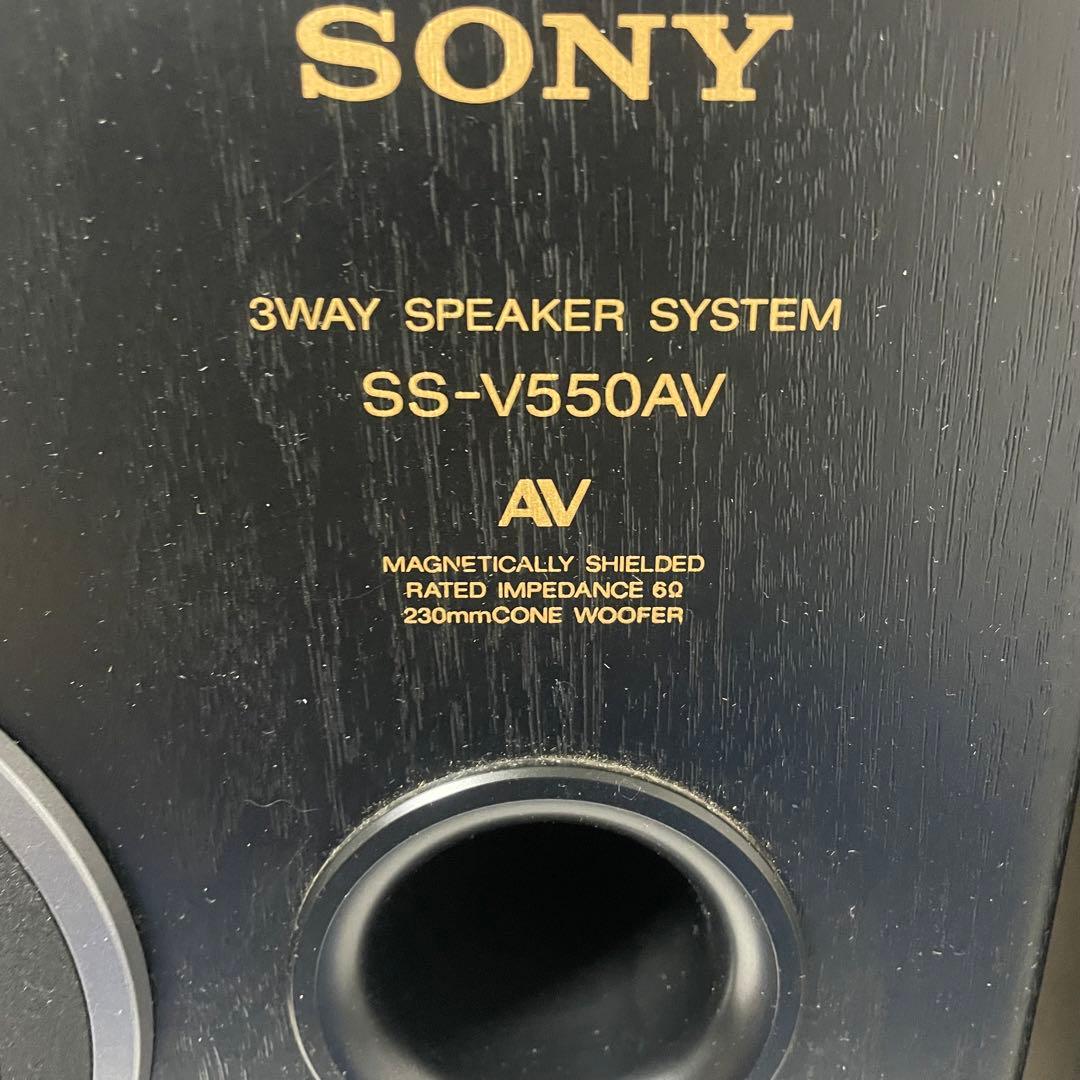 SONY
3WAY SPEAKER SYSTEM
SS-V550AV
AV
MAGNETICALLY SHIELDED
RATED IMPEDANCE 6Ω
230mmCONE WOOFER